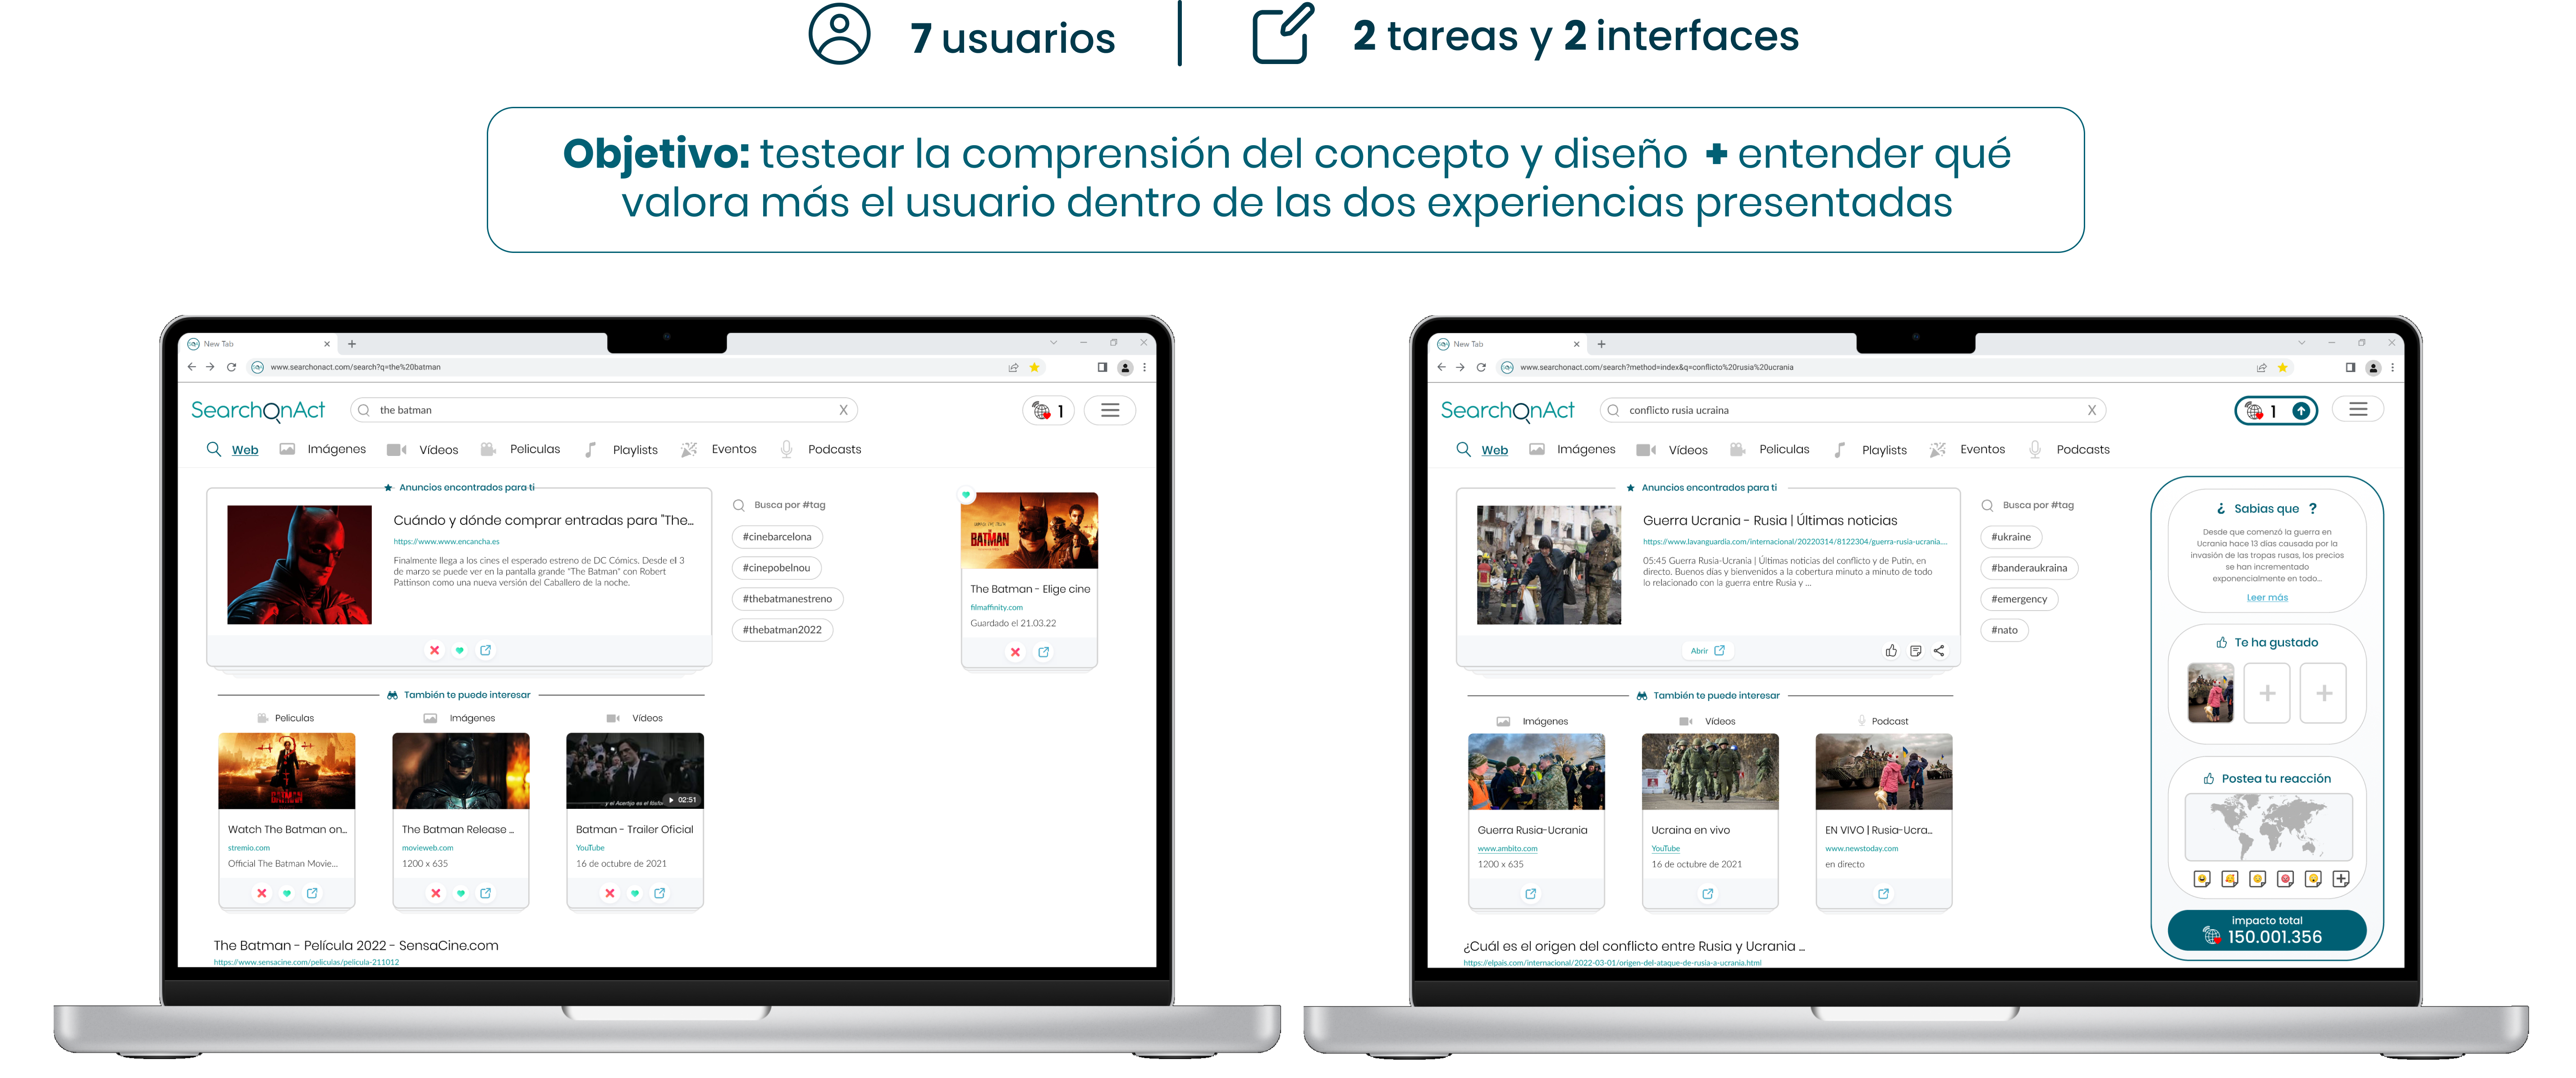 7 usuarios
2 tareas y 2 interfaces
Objetivo: testear la comprensión del concepto y diseño + entender qué
valora más el usuario dentro de las dos experiencias presentadas
New Tab
www.searchonact.com/search?q=the%20batman
SearchOnAct
the batman
X
1
Web
Imágenes
Vídeos
Peliculas
Playlists
Eventos
Podcasts
Anuncios encontrados para ti
Cuándo y dónde comprar entradas para "The...
https://www.www.encancha.es
Finalmente llega a los cines el esperado estreno de DC Cómics. Desde el 3
de marzo se puede ver en la pantalla grande "The Batman" con Robert
Pattinson como una nueva versión del Caballero de la noche.
Busca por #tag
#cinebarcelona
#cinepobelnou
#thebatmanestreno
#thebatman2022
BATMAN
The Batman - Elige cine
filmaffinity.com
Guardado el 21.03.22
También te puede interesar
Peliculas
Imágenes
Vídeos
BATMAN
y el Acertijo es el
02:51
Watch The Batman on...
stremio.com
Official The Batman Movie...
The Batman Release ...
movieweb.com
1200 x 635
Batman - Trailer Oficial
YouTube
16 de octubre de 2021
The Batman - Película 2022 - SensaCine.com
https://www.sensacine.com/peliculas/pelicula-211012
New Tab
www.searchonact.com/search?method=index&q=conflicto%20rusia%20ucrania
SearchOnAct
conflicto rusia ucraina
X
1
Web
Imágenes
Vídeos
Peliculas
Playlists
Eventos
Podcasts
Anuncios encontrados para ti
Guerra Ucrania - Rusia | Últimas noticias
https://www.lavanguardia.com/internacional/20220314/8122304/guerra-rusia-ucrania....
05:45 Guerra Rusia-Ucrania | Últimas noticias del conflicto y de Putin, en
directo. Buenos días y bienvenidos a la cobertura minuto a minuto de todo
lo relacionado con la guerra entre Rusia y ...
Abrir
Busca por #tag
#ukraine
#banderaukraina
#emergency
#nato
También te puede interesar
Imágenes
Vídeos
Podcast
Guerra Rusia-Ucrania
www.ambito.com
1200 x 635
Ucraina en vivo
YouTube
16 de octubre de 2021
EN VIVO | Rusia-Ucra...
www.newstoday.com
en directo
¿Cuál es el origen del conflicto entre Rusia y Ucrania ...
https://elpais.com/internacional/2022-03-01/origen-del-ataque-de-rusia-a-ucrania.html
¿ Sabias que ?
Desde que comenzó la guerra en
Ucrania hace 13 días causada por la
invasión de las tropas rusas, los precios
se han incrementado
exponencialmente en todo...
Leer más
Te ha gustado
Postea tu reacción
impacto total
150.001.356